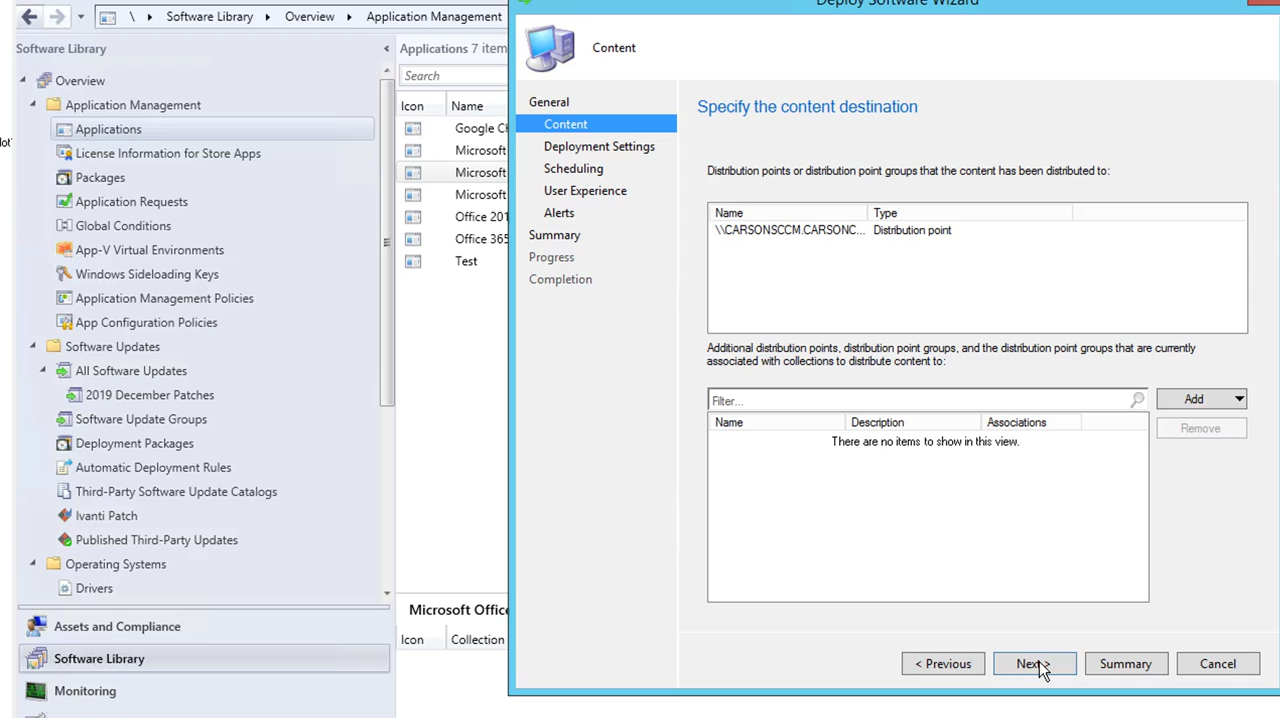 \ Software Library Overview Application Management
Deploy Software Wizard
Software Library
Overview
Application Management
Applications
License Information for Store Apps
Packages
Application Requests
Global Conditions
App-V Virtual Environments
Windows Sideloading Keys
Application Management Policies
App Configuration Policies
Software Updates
All Software Updates
2019 December Patches
Software Update Groups
Deployment Packages
Automatic Deployment Rules
Third-Party Software Update Catalogs
Ivanti Patch
Published Third-Party Updates
Operating Systems
Drivers
Assets and Compliance
Software Library
Monitoring
Applications 7 item
Search
Icon Name
Google Ch
Microsoft
Microsoft
Microsoft
Office 201
Office 365
Test
Microsoft Office
Icon Collection
Content
General
Content
Deployment Settings
Scheduling
User Experience
Alerts
Summary
Progress
Completion
Specify the content destination
Distribution points or distribution point groups that the content has been distributed to:
Name Type
\\CARSONSCCM.CARSONC... Distribution point
Additional distribution points, distribution point groups, and the distribution point groups that are currently
associated with collections to distribute content to:
Filter... Add
Name Description Associations Remove
There are no items to show in this view.
< Previous Next > Summary Cancel